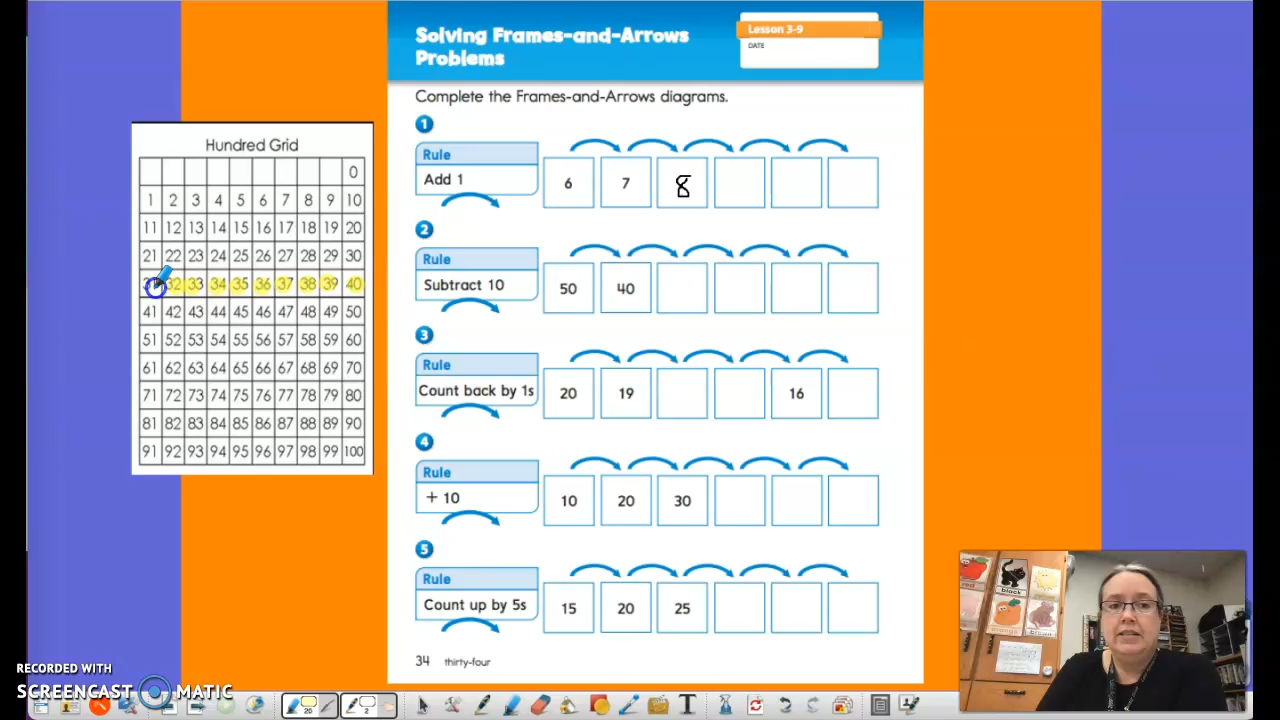 Solving Frames-and-Arrows
Problems
Lesson 3-9
DATE
Complete the Frames-and-Arrows diagrams.
Hundred Grid
0
1 2 3 4 5 6 7 8 9 10
11 12 13 14 15 16 17 18 19 20
21 22 23 24 25 26 27 28 29 30
31 32 33 34 35 36 37 38 39 40
41 42 43 44 45 46 47 48 49 50
51 52 53 54 55 56 57 58 59 60
61 62 63 64 65 66 67 68 69 70
71 72 73 74 75 76 77 78 79 80
81 82 83 84 85 86 87 88 89 90
91 92 93 94 95 96 97 98 99 100
1
Rule
Add 1
6 7 8
2
Rule
Subtract 10
50 40
3
Rule
Count back by 1s
20 19 16
4
Rule
+ 10
10 20 30
5
Rule
Count up by 5s
15 20 25
34 thirty-four
red
black
orange
brown
RECORDED WITH
SCREENCAST MATIC
20
2
T